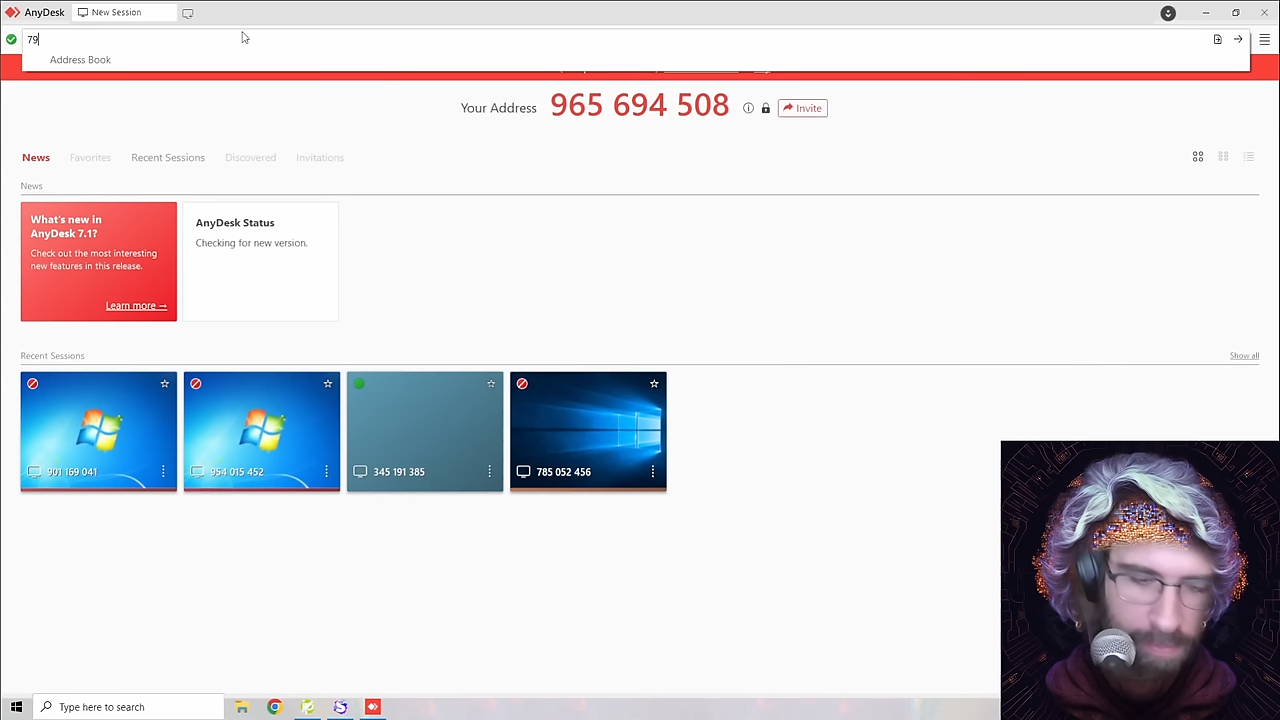 AnyDesk New Session
79
Address Book
Your Address 965 694 508 Invite
News Favorites Recent Sessions Discovered Invitations
News
What's new in
AnyDesk 7.1?
Check out the most interesting
new features in this release.
Learn more →
AnyDesk Status
Checking for new version.
Recent Sessions Show all
901 169 041
954 015 452
345 191 385
785 052 456
Type here to search